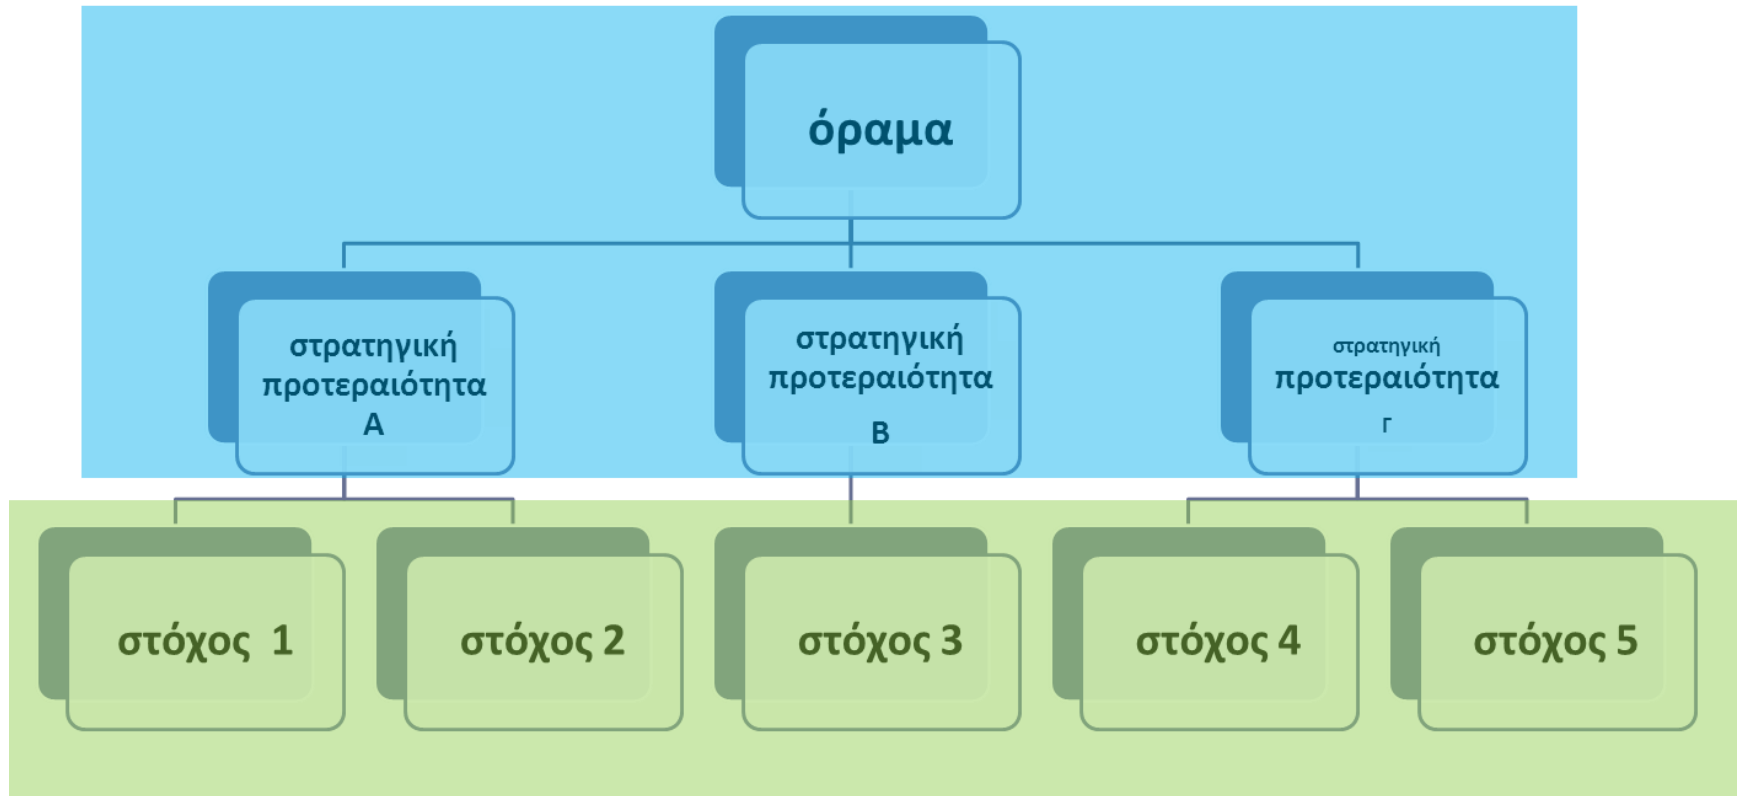 όραμα
στρατηγική
προτεραιότητα
Α
στρατηγική
προτεραιότητα
Β
στρατηγική
προτεραιότητα
Γ
στόχος 1
στόχος 2
στόχος 3
στόχος 4
στόχος 5